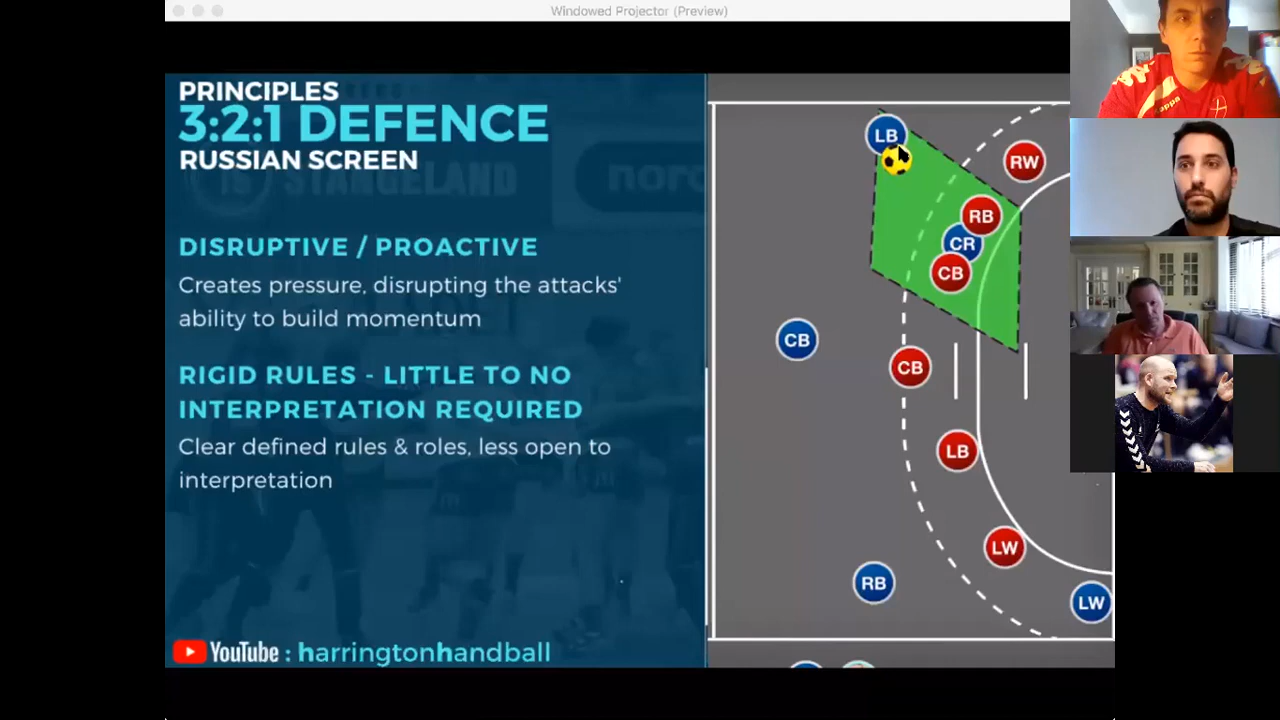 Windowed Projector (Preview)
PRINCIPLES
3:2:1 DEFENCE
RUSSIAN SCREEN
STANGELAND
DISRUPTIVE / PROACTIVE
Creates pressure, disrupting the attacks'
ability to build momentum
RIGID RULES - LITTLE TO NO
INTERPRETATION REQUIRED
Clear defined rules & roles, less open to
interpretation
YouTube : harringtonhandball
LB
RW
RB
CR
CB
CB
CB
LB
LW
RB
LW
Kappa